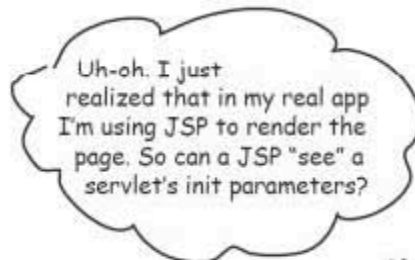 Uh-oh. I just
realized that in my real app
I'm using JSP to render the
page. So can a JSP "see" a
servlet's init parameters?